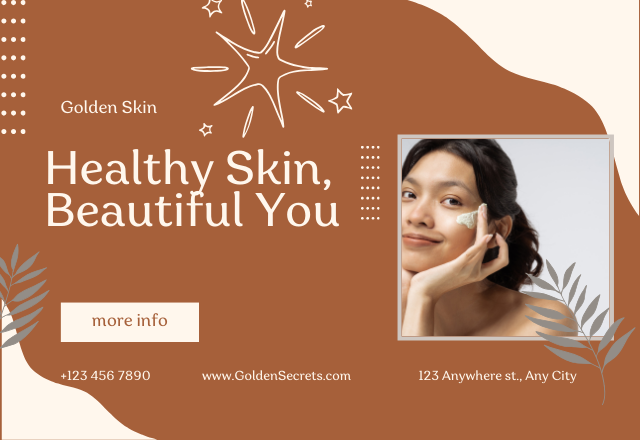 Golden Skin
Healthy Skin,
Beautiful You
more info
+123 456 7890
www.GoldenSecrets.com
123 Anywhere st., Any City